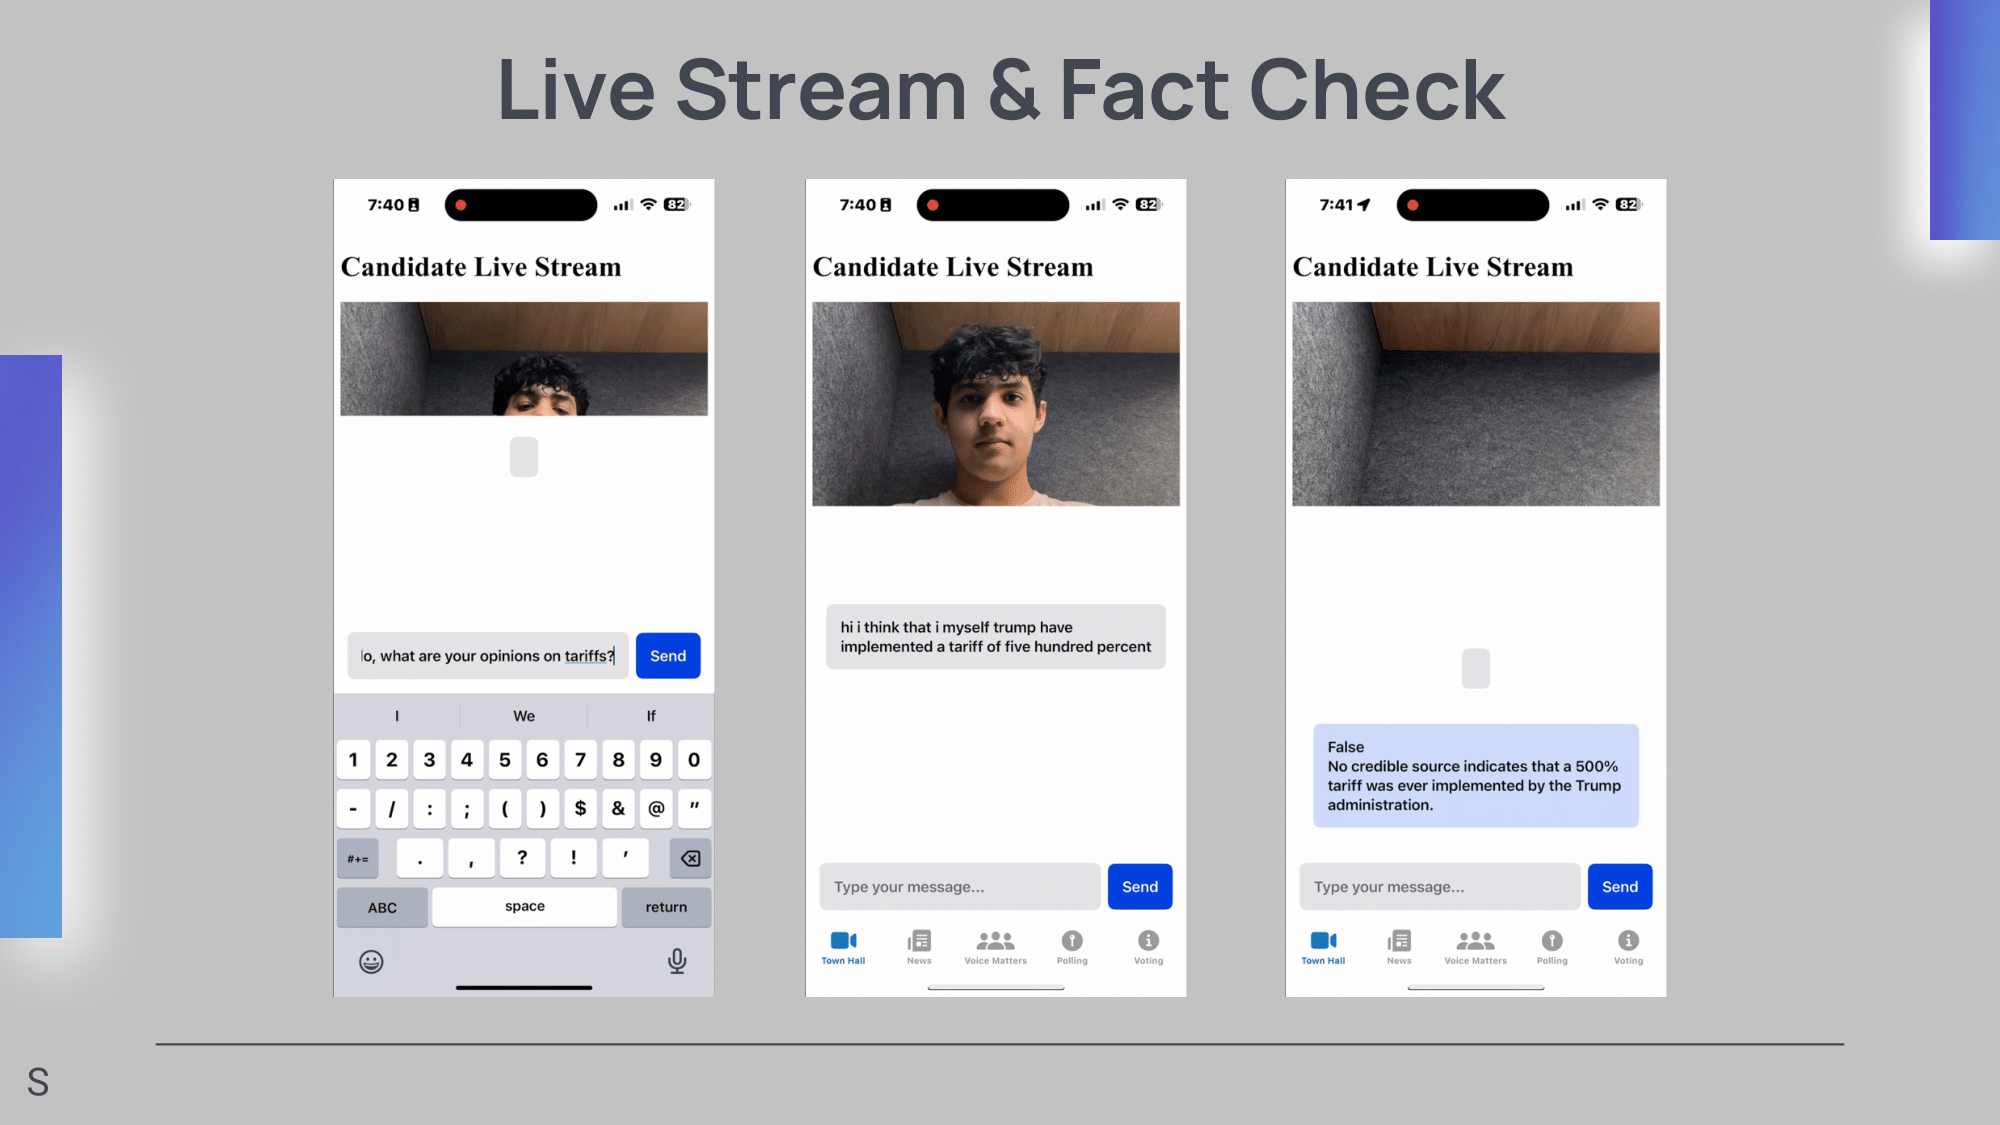 Live Stream & Fact Check
7:40
82
Candidate Live Stream
lo, what are your opinions on tariffs?
Send
I
We
If
1 2 3 4 5 6 7 8 9 0
- / : ; ( ) $ & @ "
#+= . , ? ! '
ABC
space
return
7:40
82
Candidate Live Stream
hi i think that i myself trump have
implemented a tariff of five hundred percent
Type your message...
Send
Town Hall
News
Voice Matters
Polling
Voting
7:41
82
Candidate Live Stream
False
No credible source indicates that a 500%
tariff was ever implemented by the Trump
administration.
Type your message...
Send
Town Hall
News
Voice Matters
Polling
Voting
S